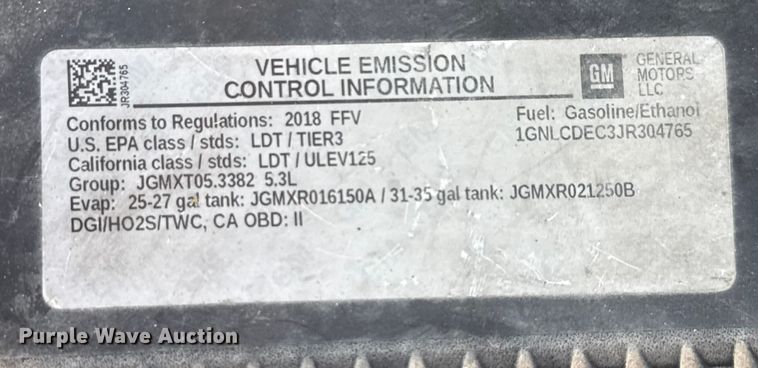 JR304765
VEHICLE EMISSION
CONTROL INFORMATION
GM
GENERAL
MOTORS
LLC
Conforms to Regulations: 2018 FFV
Fuel: Gasoline/Ethanol
U.S. EPA class / stds: LDT / TIER3
1GNLCDEC3JR304765
California class / stds: LDT / ULEV125
Group: JGMXT05.3382 5.3L
Evap: 25-27 gal tank: JGMXR016150A / 31-35 gal tank: JGMXR021250B
DGI/HO2S/TWC, CA OBD: II
Purple Wave Auction